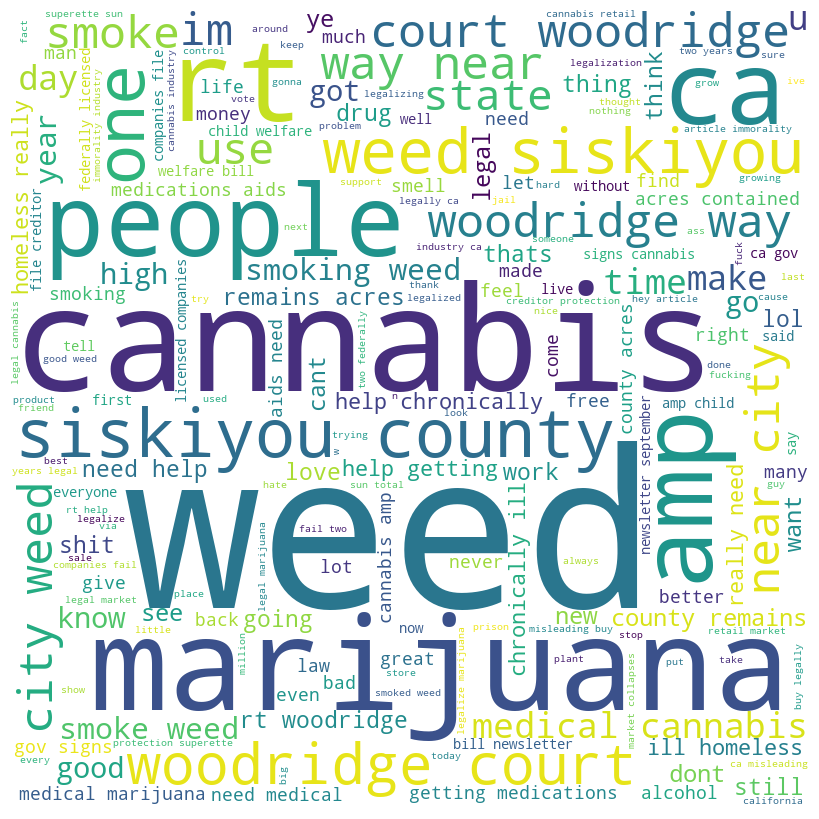 superette sun
fact
smoke
im
ye
around
much
keep
court woodridge
cannabis retail
two years
u
man
day
rt
control
gonna
life
got
way near
legalization
legalizing
thing
state
think
ca
sure
grow
ive
thought
nothing
one
companies file
cannabis industry
federally licensed
immorality industry
vote
money
drug
well
need
article immorality
homeless really
year
child welfare
use
problem
legal
weed siskiyou
welfare bill
medications aids
support
smell
let
hard
without
find
growing
file creditor
people
jail
legally ca
acres contained
next
someone
ass
woodridge way
industry ca
thats
signs cannabis
fuck
ca gov
high
smoking weed
made
come
time
make
last
smoking
licensed companies
remains acres
thank
feel
live
legalized
creditor protection
hey article
cause
nice
go
lol
legal cannabis
tell
good weed
try
cannabis
two federally
right
said
done
fucking
product
friend
first
used
aids need
cant
help
n
chronically
look
free
county acres
amp child
near city
siskiyou county
trying
w
say
guy
best
years legal
need help
love
help getting
sun total
work
newsletter september
amp
many
everyone
rt help
via
legalize
hate
weed
fail two
always
really need
want
city weed
sale
companies fail
shit
give
place
legal market
lot
cannabis amp
never
chronically ill
new
better
know
see
back
going
now
little
legal marijuana
prison
misleading buy
county remains
retail market
marijuana
legalize marijuana
stop
plant
put
take
law
great
store
even
bad
smoked weed
million
show
smoke weed
rt woodridge
medical cannabis
market collapses
buy legally
gov signs
protection superette
bill newsletter
ill homeless
ca misleading
every
good
big
woodridge court
today
dont
still
medical marijuana
need medical
getting medications
alcohol
california